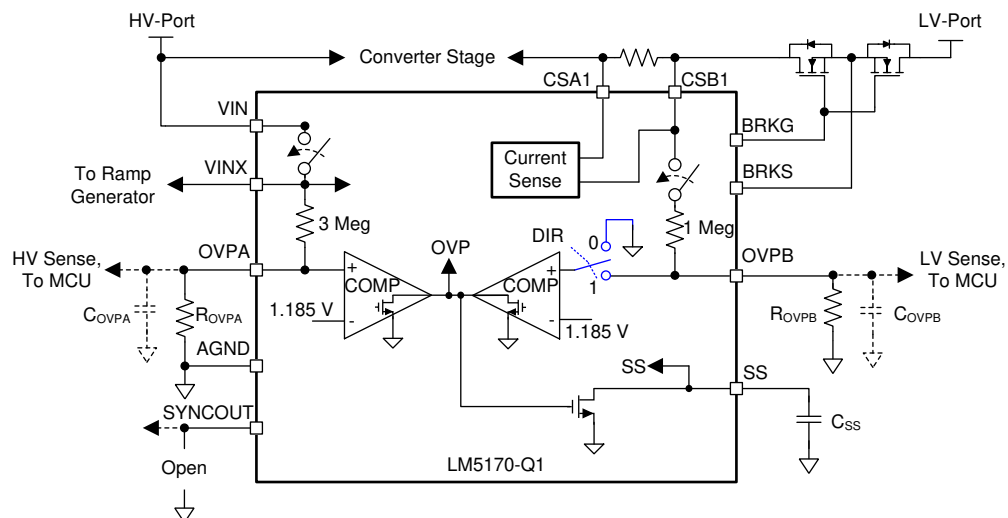 HV-Port
LV-Port
Converter Stage
CSA1
CSB1
VIN
BRKG
Current
Sense
VINX
BRKS
To Ramp
Generator
3 Meg
1 Meg
DIR
0
HV Sense,
To MCU
OVPA
OVP
OVPB
LV Sense,
To MCU
+
COMP
+
COMP
1
COVPA
ROVPA
1.185 V
-
-
1.185 V
ROVPB
COVPB
AGND
SS
SS
SYNCOUT
CSS
Open
LM5170-Q1